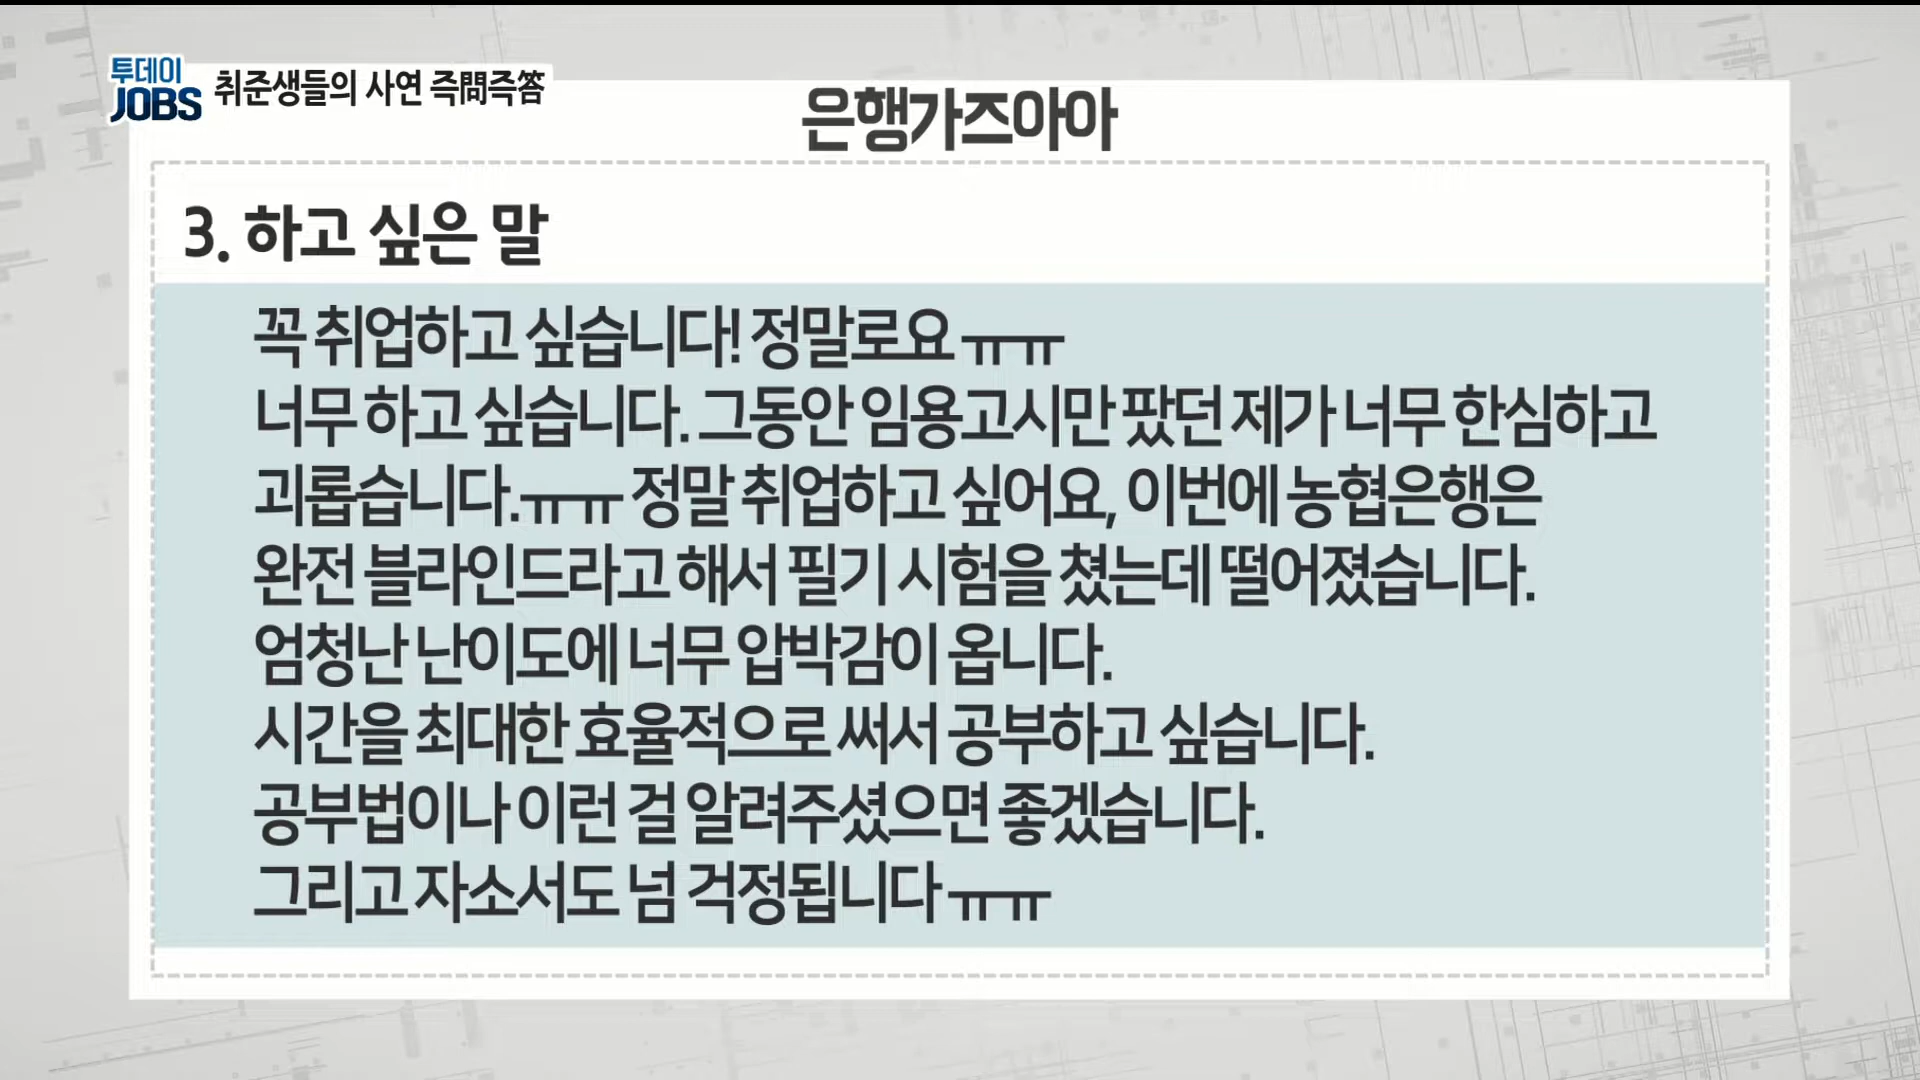 투데이
JOBS
취준생들의 사연 즉問즉答
은행가즈아아
3. 하고 싶은 말
꼭 취업하고 싶습니다! 정말로요 ㅠㅠ
너무 하고 싶습니다. 그동안 임용고시만 팠던 제가 너무 한심하고
괴롭습니다.ㅠㅠ 정말 취업하고 싶어요, 이번에 농협은행은
완전 블라인드라고 해서 필기 시험을 쳤는데 떨어졌습니다.
엄청난 난이도에 너무 압박감이 옵니다.
시간을 최대한 효율적으로 써서 공부하고 싶습니다.
공부법이나 이런 걸 알려주셨으면 좋겠습니다.
그리고 자소서도 넘 걱정됩니다 ㅠㅠ